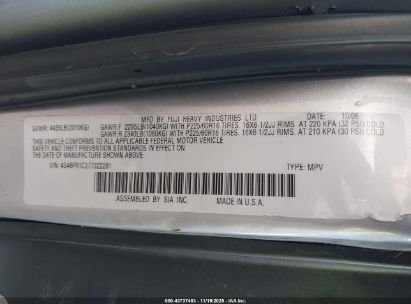 MFD BY FUJI HEAVY INDUSTRIES LTD. DATE: 10/06
GVWR: 4435LB(2010KG) GAWR:F 2295LB(1040KG) WITH P225/60R16 TIRES. 16X6 1/2JJ RIMS. AT 220 KPA (32 PSI) COLD
GAWR:R 2340LB(1060KG) WITH P225/60R16 TIRES. 16X6 1/2JJ RIMS. AT 210 KPA (30 PSI) COLD
THIS VEHICLE CONFORMS TO ALL APPLICABLE FEDERAL MOTOR VEHICLE
SAFETY AND THEFT PREVENTION STANDARDS IN EFFECT ON
THE DATE OF MANUFACTURE SHOWN ABOVE.
VIN: 4S4BP61C277322281 TYPE: MPV
ASSEMBLED BY SIA INC. MADE IN U.S.A.